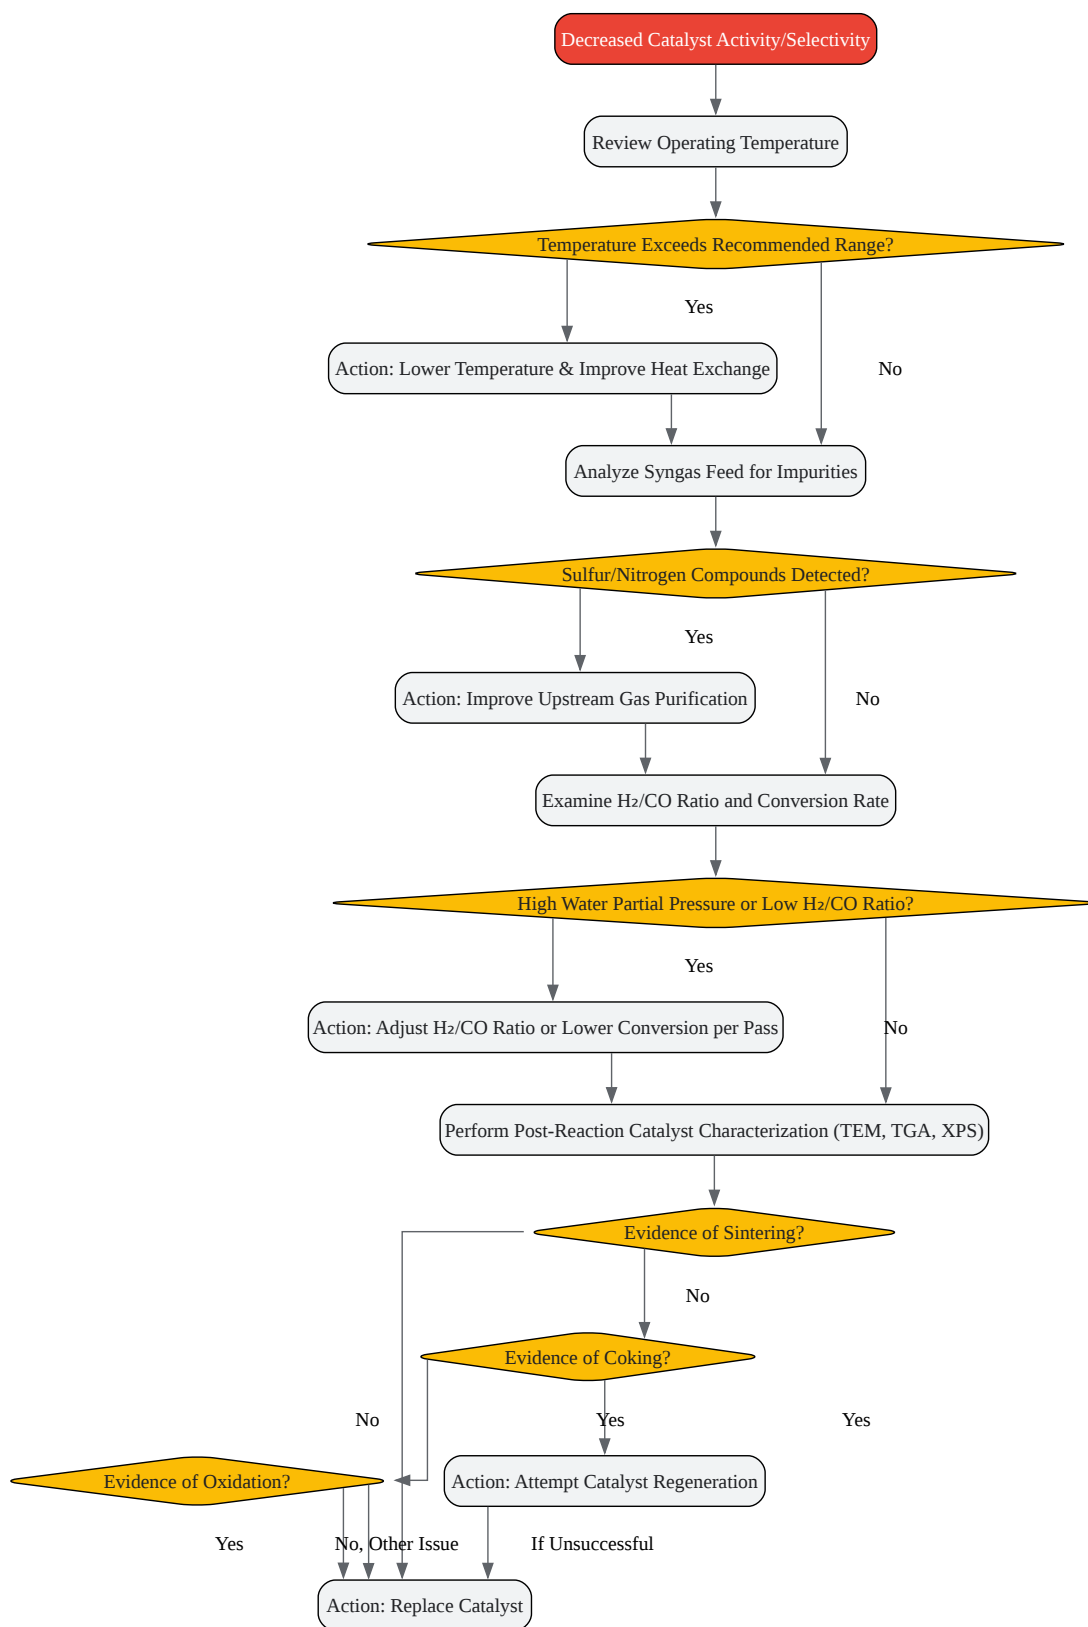 Decreased Catalyst Activity/Selectivity
Review Operating Temperature
Temperature Exceeds Recommended Range?
Yes
Action: Lower Temperature & Improve Heat Exchange
No
Analyze Syngas Feed for Impurities
Sulfur/Nitrogen Compounds Detected?
Yes
Action: Improve Upstream Gas Purification
No
Examine H₂/CO Ratio and Conversion Rate
High Water Partial Pressure or Low H₂/CO Ratio?
Yes
Action: Adjust H₂/CO Ratio or Lower Conversion per Pass
No
Perform Post-Reaction Catalyst Characterization (TEM, TGA, XPS)
Evidence of Sintering?
No
Evidence of Coking?
No
Yes
Yes
Evidence of Oxidation?
Action: Attempt Catalyst Regeneration
Yes
No, Other Issue
If Unsuccessful
Action: Replace Catalyst